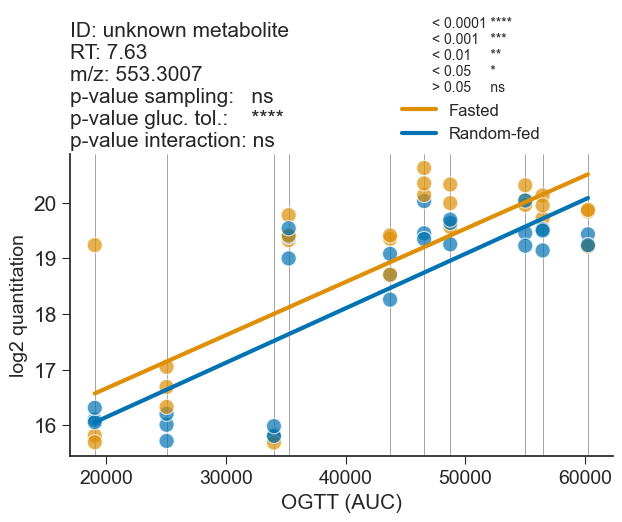 ID: unknown metabolite
RT: 7.63
m/z: 553.3007
p-value sampling: ns
p-value gluc. tol.: ****
p-value interaction: ns
< 0.0001 ****
< 0.001 ***
< 0.01 **
< 0.05 *
> 0.05 ns
Fasted
Random-fed
log2 quantitation
20
19
18
17
16
20000 30000 40000 50000 60000
OGTT (AUC)